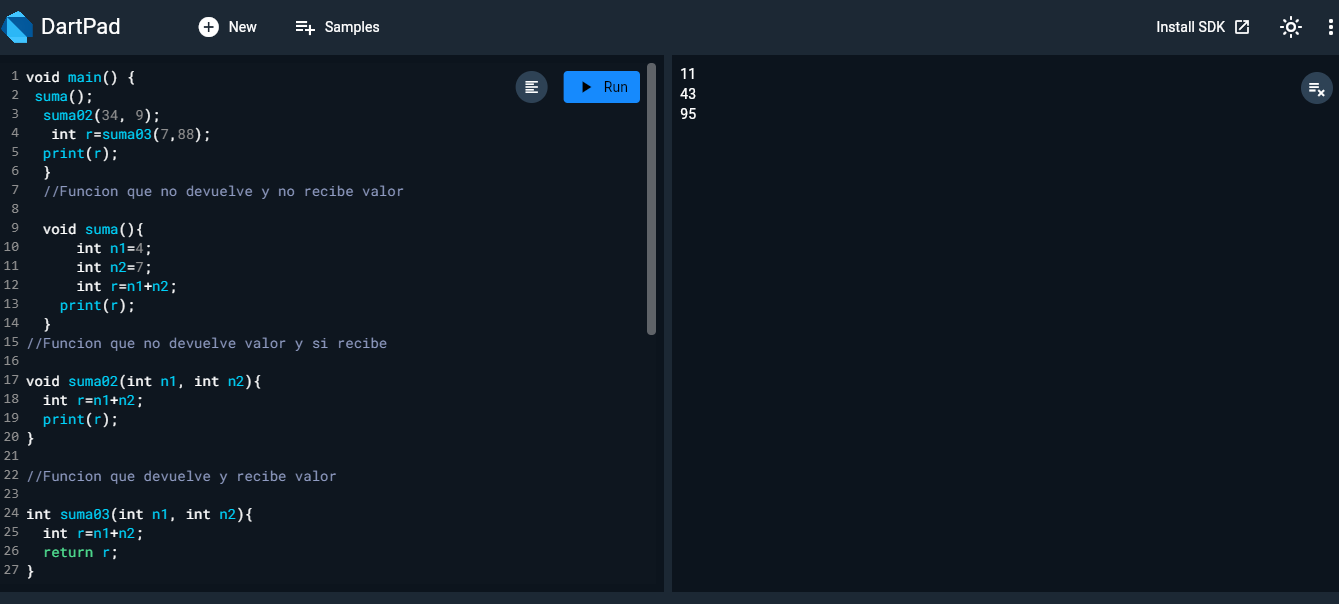 DartPad New Samples Install SDK
Run
1 void main() {
2 suma();
3 suma02(34, 9);
4 int r=suma03(7,88);
5 print(r);
6 }
7 //Funcion que no devuelve y no recibe valor
8
9 void suma(){
10 int n1=4;
11 int n2=7;
12 int r=n1+n2;
13 print(r);
14 }
15 //Funcion que no devuelve valor y si recibe
16
17 void suma02(int n1, int n2){
18 int r=n1+n2;
19 print(r);
20 }
21
22 //Funcion que devuelve y recibe valor
23
24 int suma03(int n1, int n2){
25 int r=n1+n2;
26 return r;
27 }
11
43
95